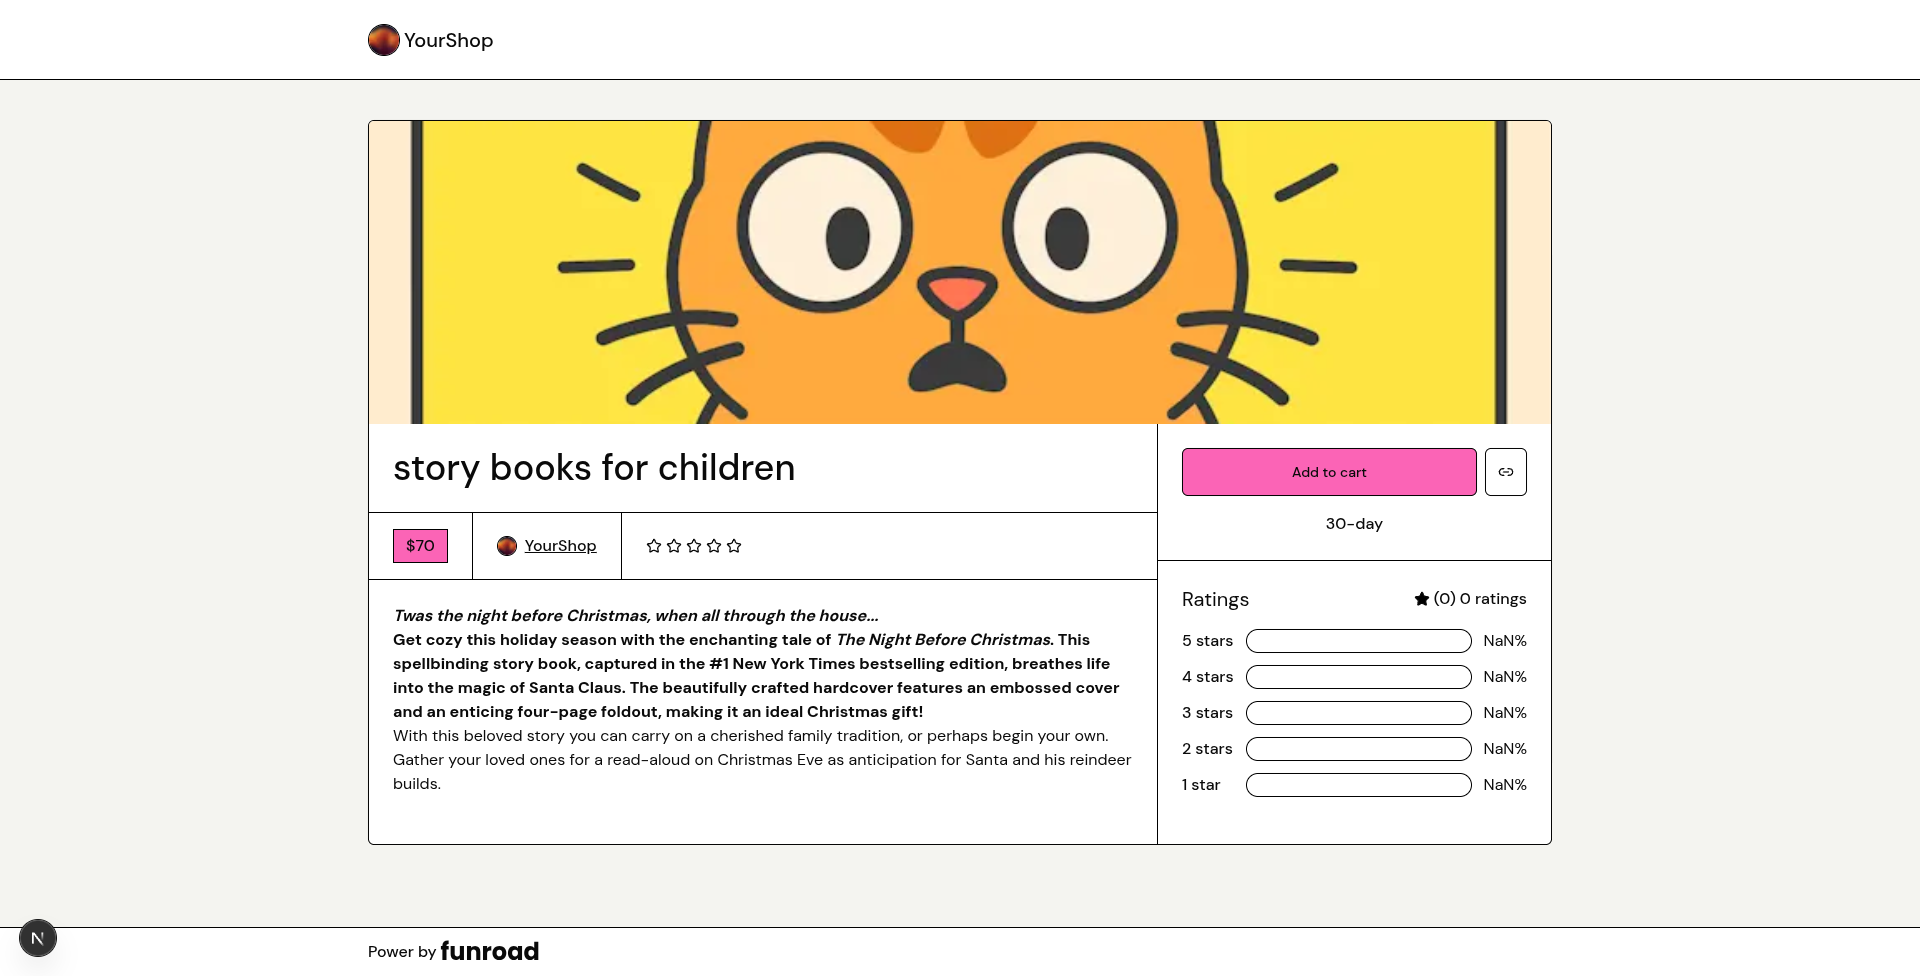 YourShop
story books for children
$70
YourShop
Twas the night before Christmas, when all through the house...
Get cozy this holiday season with the enchanting tale of The Night Before Christmas. This
spellbinding story book, captured in the #1 New York Times bestselling edition, breathes life
into the magic of Santa Claus. The beautifully crafted hardcover features an embossed cover
and an enticing four-page foldout, making it an ideal Christmas gift!
With this beloved story you can carry on a cherished family tradition, or perhaps begin your own.
Gather your loved ones for a read-aloud on Christmas Eve as anticipation for Santa and his reindeer
builds.
Add to cart
30-day
Ratings (0) 0 ratings
5 stars NaN%
4 stars NaN%
3 stars NaN%
2 stars NaN%
1 star NaN%
N
Power by funroad